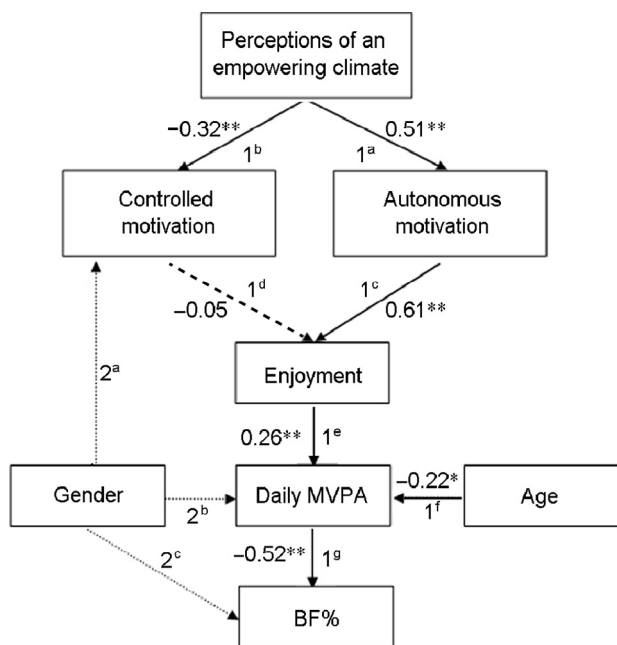 Perceptions of an
empowering climate
−0.32**
0.51**
1ᵇ
1ᵃ
Controlled
motivation
Autonomous
motivation
1ᵈ
1ᶜ
−0.05
0.61**
Enjoyment
2ᵃ
0.26**
1ᵉ
Gender
Daily MVPA
−0.22*
Age
2ᵇ
1ᶠ
2ᶜ
−0.52**
1ᵍ
BF%